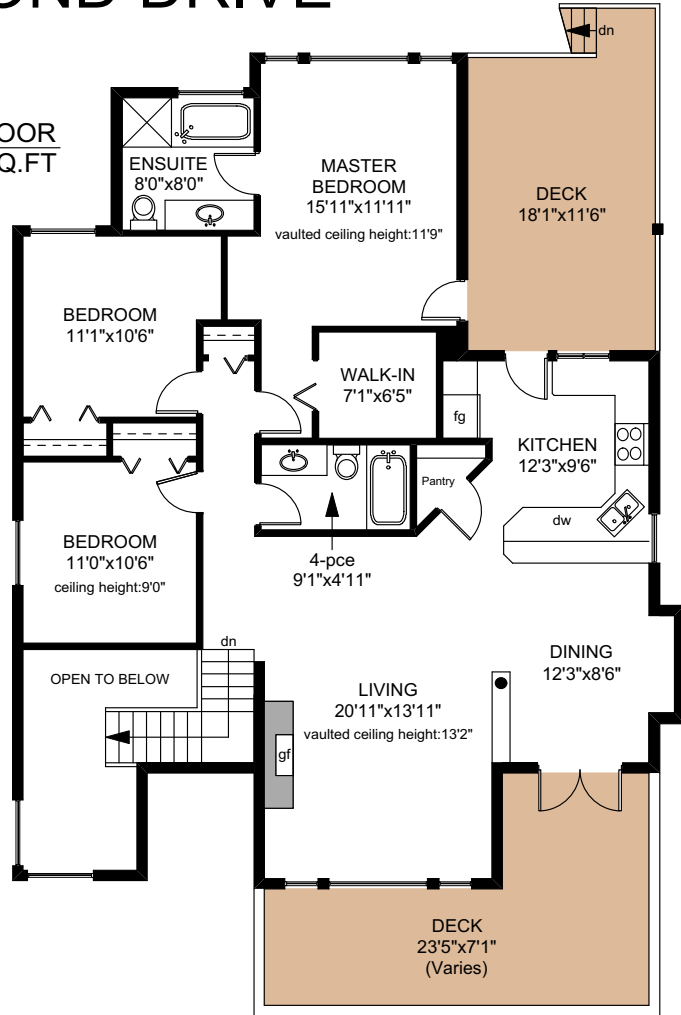 DRIVE
dn
ENSUITE
8'0"x8'0"
MASTER
BEDROOM
15'11"x11'11"
vaulted ceiling height:11'9"
DECK
18'1"x11'6"
BEDROOM
11'1"x10'6"
WALK-IN
7'1"x6'5"
fg
KITCHEN
12'3"x9'6"
Pantry
dw
BEDROOM
11'0"x10'6"
ceiling height:9'0"
4-pce
9'1"x4'11"
dn
OPEN TO BELOW
DINING
12'3"x8'6"
LIVING
20'11"x13'11"
vaulted ceiling height:13'2"
gf
DECK
23'5"x7'1"
(Varies)